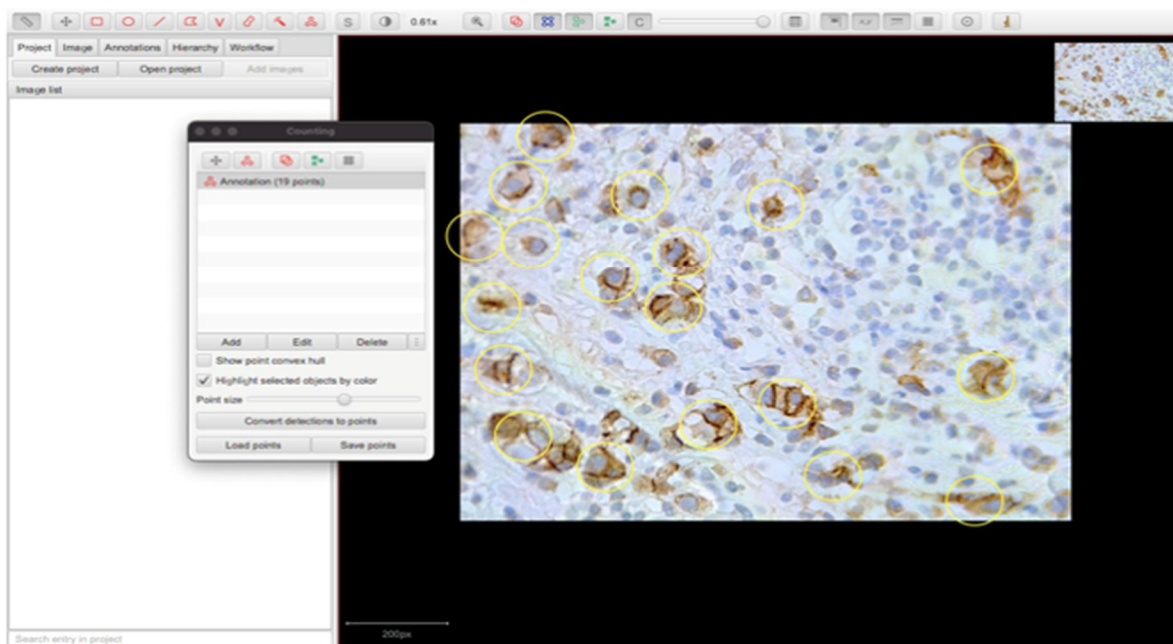 S 0.61x C
Project Image Annotations Hierarchy Workflow
Create project Open project Add images
Image list
Counting
Annotation (19 points)
Add Edit Delete
Show point convex hull
Highlight selected objects by color
Point size
Convert detections to points
Load points Save points
200px
Search entry in project